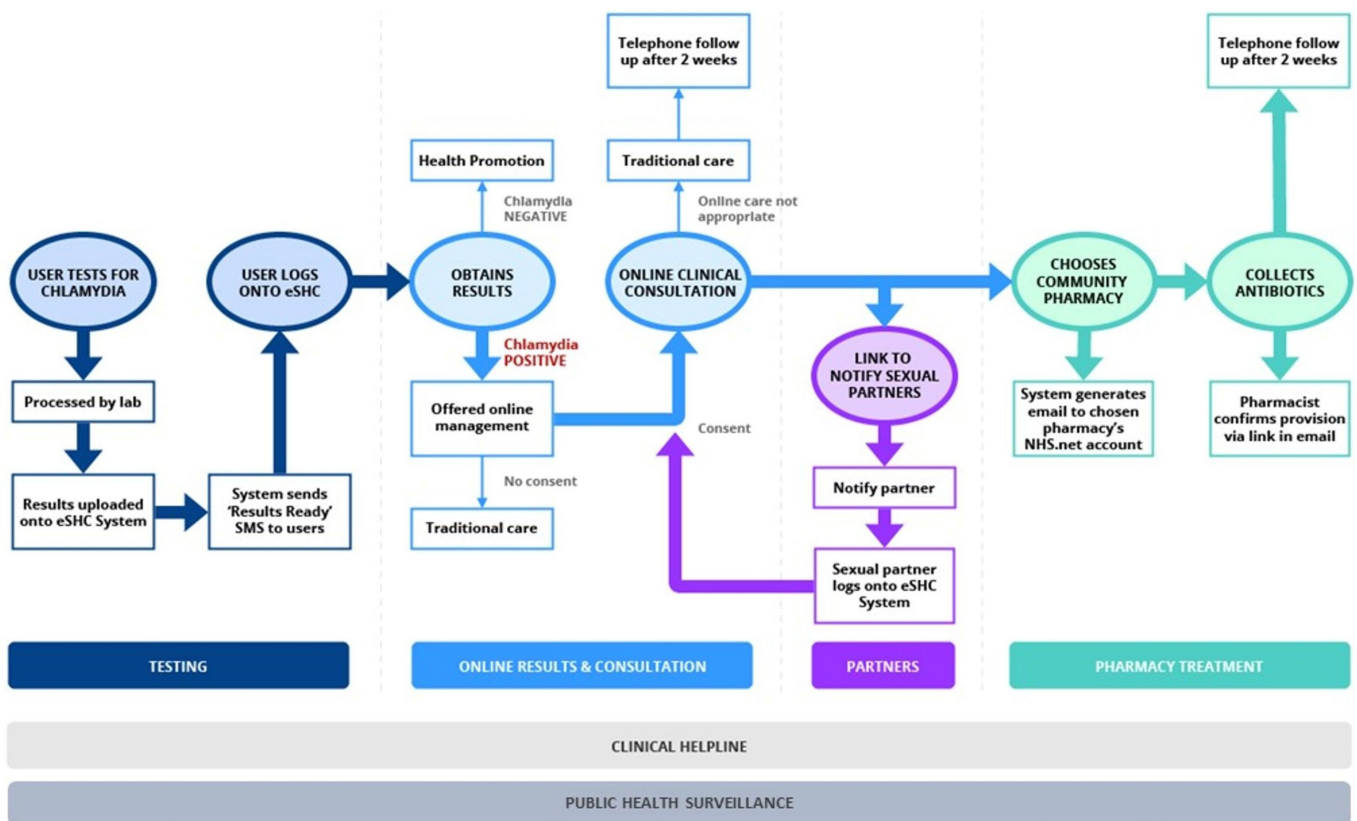 Telephone follow
up after 2 weeks
Telephone follow
up after 2 weeks
Health Promotion
Traditional care
Chlamydia
NEGATIVE
Online care not
appropriate
USER TESTS FOR
CHLAMYDIA
USER LOGS
ONTO eSHC
OBTAINS
RESULTS
ONLINE CLINICAL
CONSULTATION
CHOOSES
COMMUNITY
PHARMACY
COLLECTS
ANTIBIOTICS
Chlamydia
POSITIVE
LINK TO
NOTIFY SEXUAL
PARTNERS
Processed by lab
Offered online
management
Consent
System generates
email to chosen
pharmacy's
NHS.net account
Pharmacist
confirms provision
via link in email
No consent
Notify partner
Results uploaded
onto eSHC System
System sends
‘Results Ready’
SMS to users
Traditional care
Sexual partner
logs onto eSHC
System
TESTING
ONLINE RESULTS & CONSULTATION
PARTNERS
PHARMACY TREATMENT
CLINICAL HELPLINE
PUBLIC HEALTH SURVEILLANCE